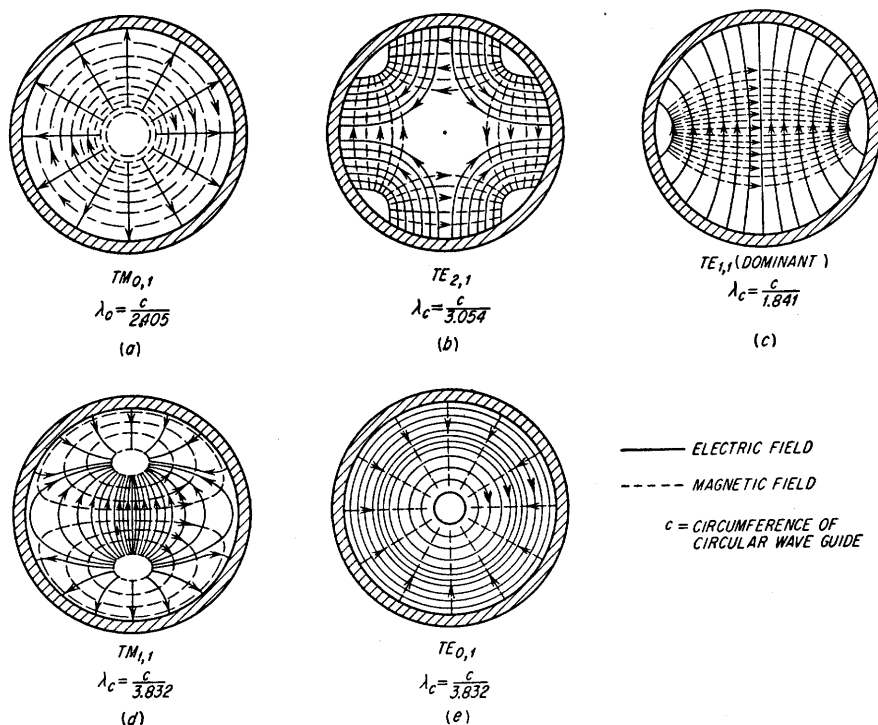 TM0,1
λo = c/2.405
(a)
TE2,1
λc = c/3.054
(b)
TE1,1 (DOMINANT)
λc = c/1.841
(c)
TM1,1
λc = c/3.832
(d)
TE0,1
λc = c/3.832
(e)
ELECTRIC FIELD
MAGNETIC FIELD
c = CIRCUMFERENCE OF
CIRCULAR WAVE GUIDE